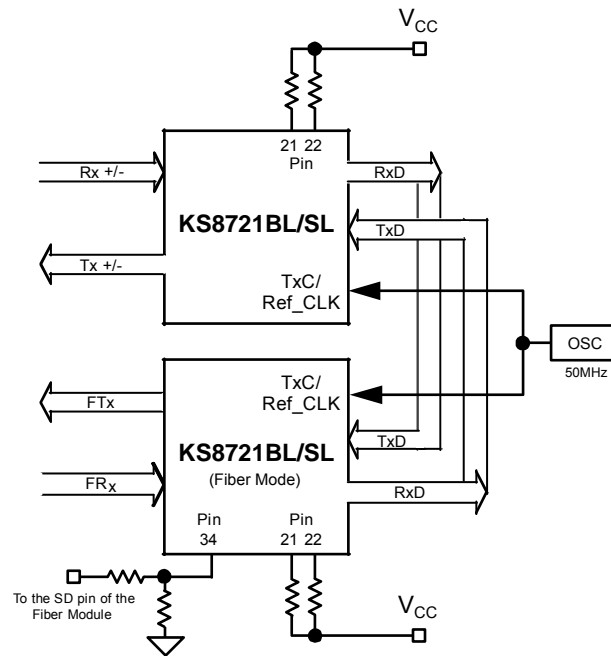 VCC
21 22
Pin
Rx +/-
RxD
KS8721BL/SL
TxD
Tx +/-
TxC/
Ref_CLK
OSC
50MHz
TxC/
Ref_CLK
FTx
KS8721BL/SL
TxD
(Fiber Mode)
FRx
RxD
Pin
34
Pin
21 22
To the SD pin of the
Fiber Module
VCC